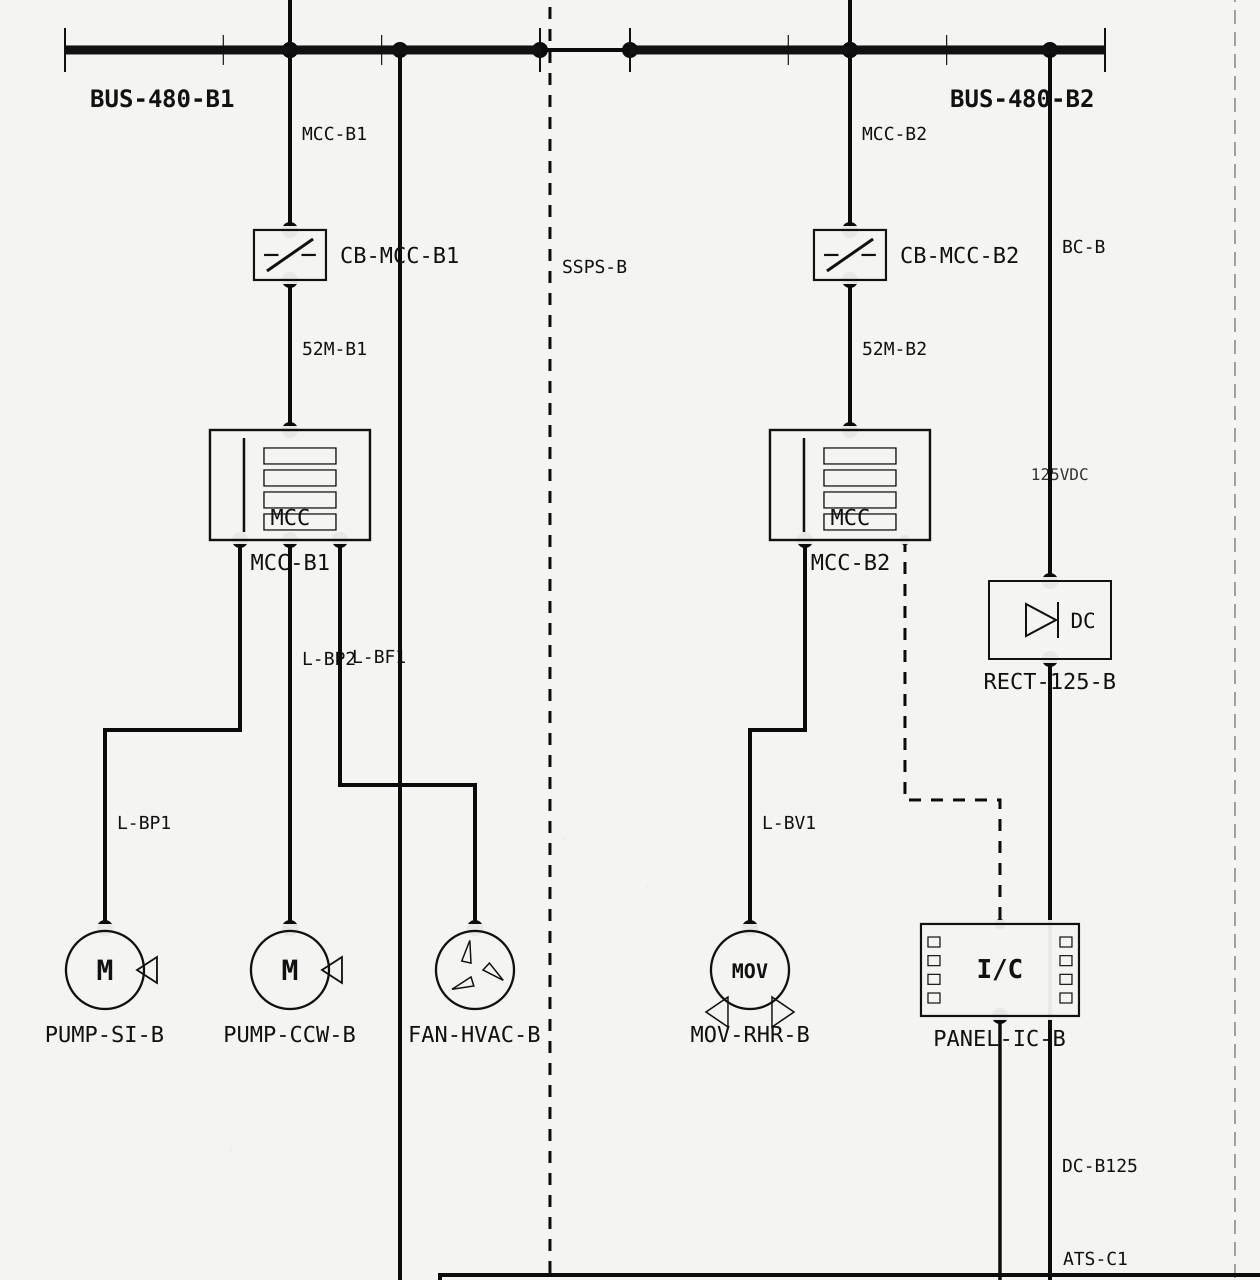 BUS-480-B1
BUS-480-B2
MCC-B1
MCC-B2
CB-MCC-B1
SSPS-B
CB-MCC-B2
BC-B
52M-B1
52M-B2
125VDC
MCC
MCC
MCC-B1
MCC-B2
DC
L-BP2
L-BF1
RECT-125-B
L-BP1
L-BV1
M
M
MOV
I/C
PUMP-SI-B
PUMP-CCW-B
FAN-HVAC-B
MOV-RHR-B
PANEL-IC-B
DC-B125
ATS-C1